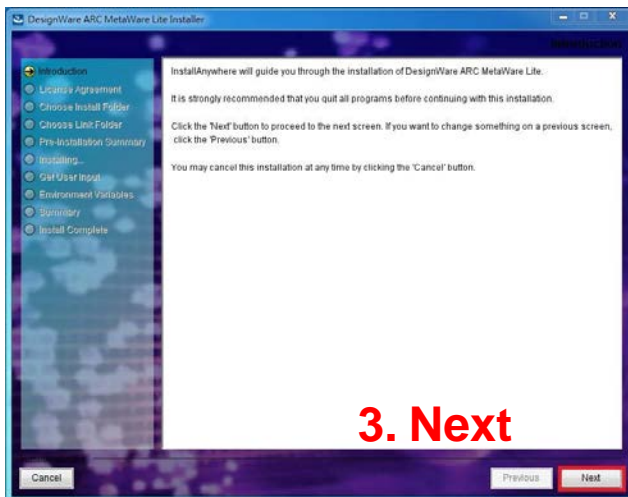 DesignWare ARC MetaWare Lite Installer
Introduction
Introduction
License Agreement
Choose Install Folder
Choose Link Folder
Pre-Installation Summary
Installing...
Get User Input
Environment Variables
Summary
Install Complete
InstallAnywhere will guide you through the installation of DesignWare ARC MetaWare Lite.
It is strongly recommended that you quit all programs before continuing with this installation.
Click the 'Next' button to proceed to the next screen. If you want to change something on a previous screen,
click the 'Previous' button.
You may cancel this installation at any time by clicking the 'Cancel' button.
3. Next
Cancel
Previous
Next